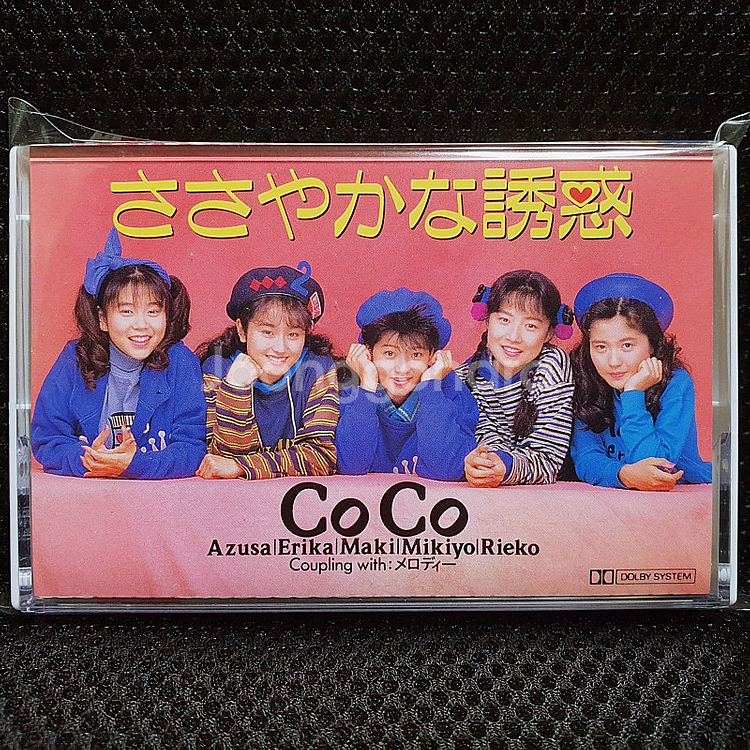 ささやかな誘惑
2
CoCo
Azusa|Erika|Maki|Mikiyo|Rieko
Coupling with:メロディー
DOLBY SYSTEM